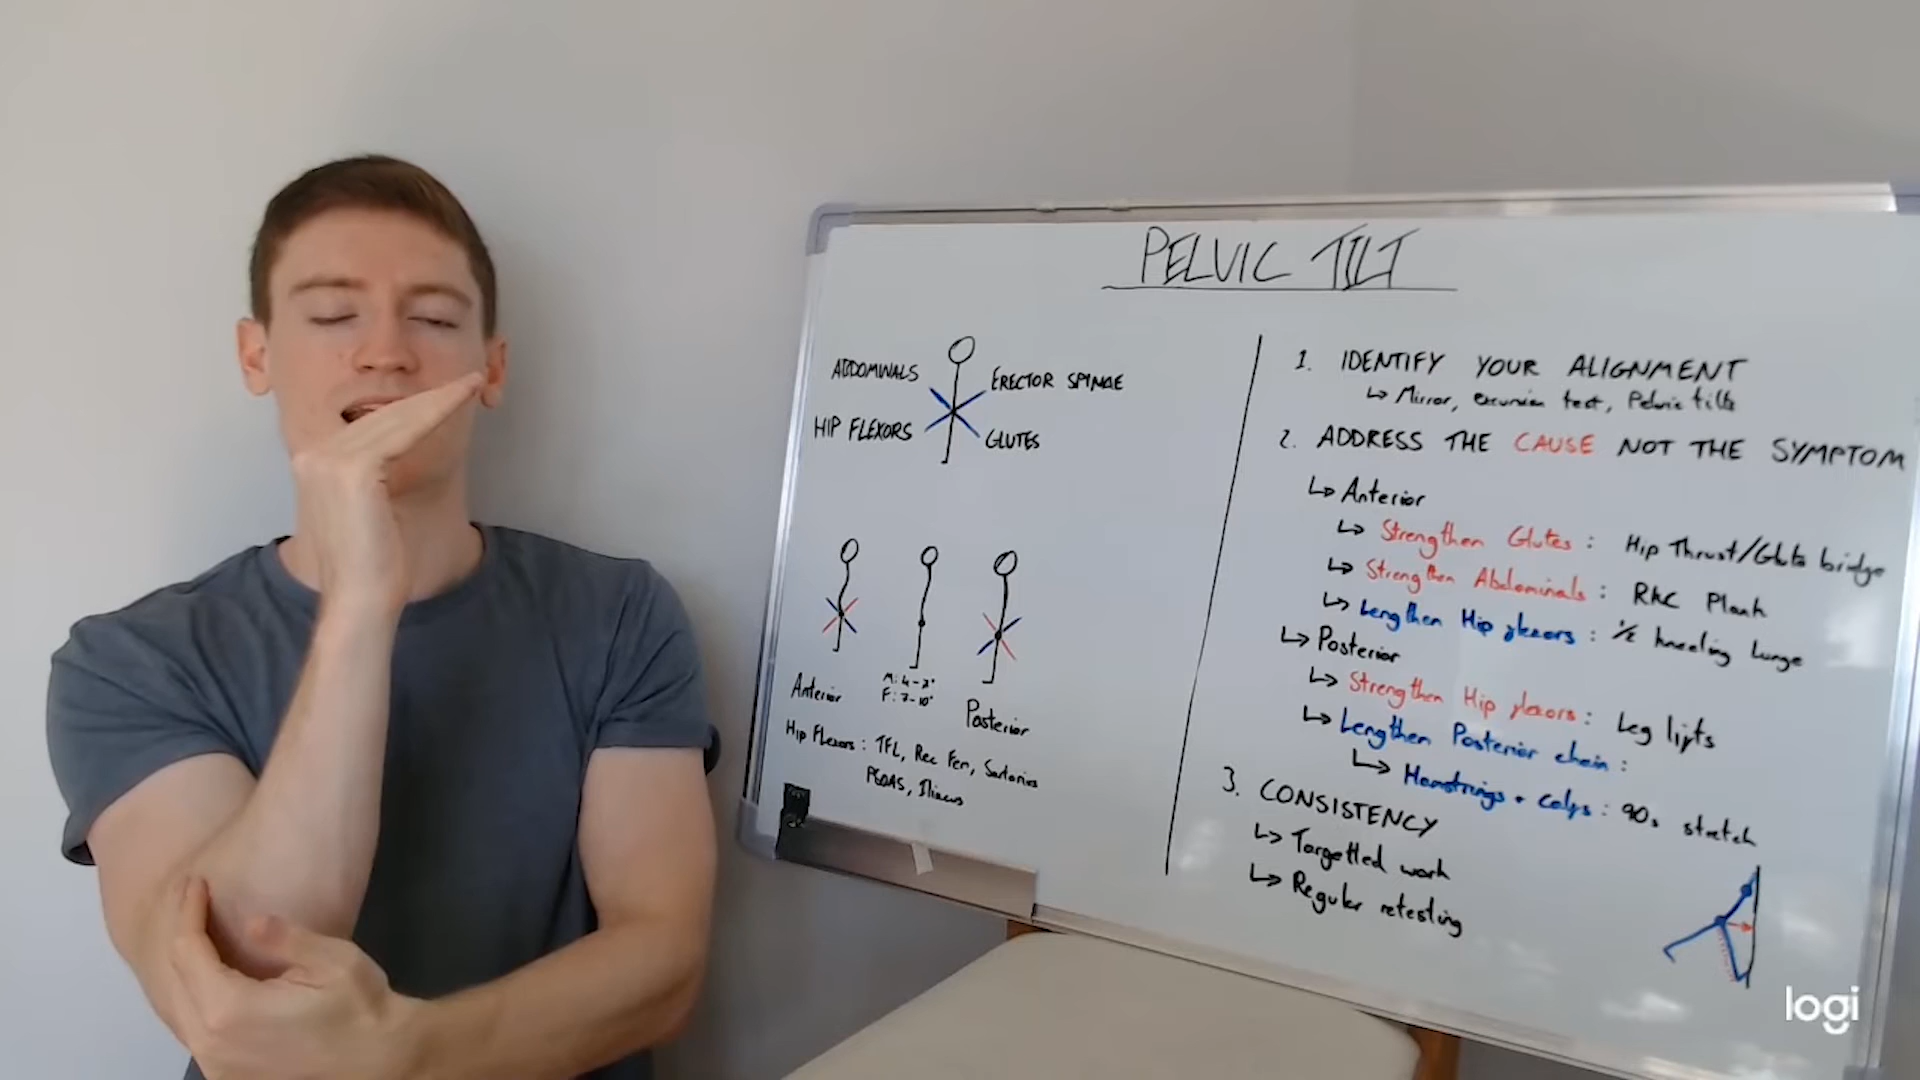 PELVIC TILT
ABDOMINALS
ERECTOR SPINAE
HIP FLEXORS
GLUTES
Anterior
M: 4-7°
F: 7-10°
Posterior
Hip Flexors: TFL, Rec Fem, Sartorius
PSOAS, Iliacus
1. IDENTIFY YOUR ALIGNMENT
↳ Mirror, excursion test, Pelvic tilts
2. ADDRESS THE CAUSE NOT THE SYMPTOM
↳ Anterior
↳ Strengthen Glutes: Hip Thrust/Glute bridge
↳ Strengthen Abdominals: RKC Plank
↳ Lengthen Hip flexors: 1/2 kneeling Lunge
↳ Posterior
↳ Strengthen Hip flexors: Leg lifts
↳ Lengthen Posterior chain:
↳ Hamstrings + Calfs: 90s stretch
3. CONSISTENCY
↳ Targetted work
↳ Regular retesting
logi